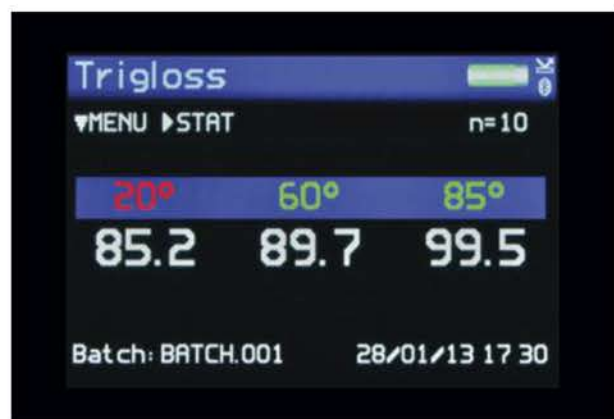 Trigloss
▼MENU ▶STAT n=10
20° 60° 85°
85.2 89.7 99.5
Batch: BATCH.001 28/01/13 17 30